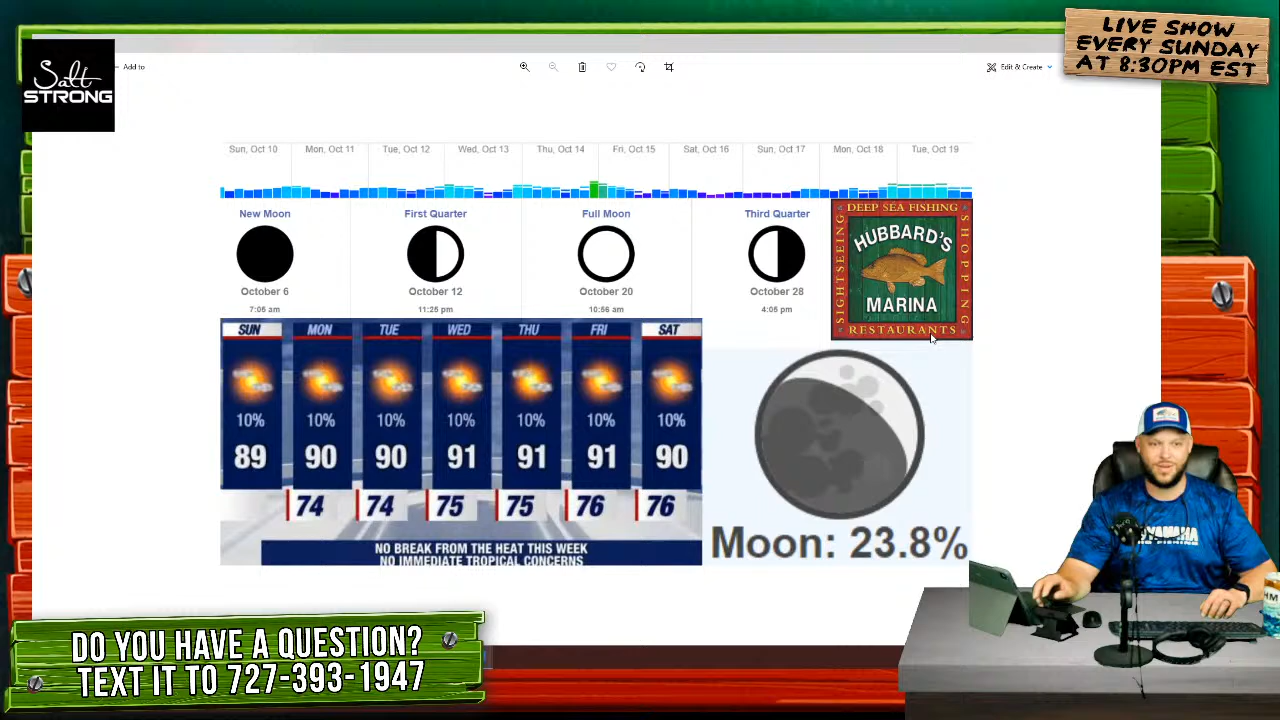 LIVE SHOW
EVERY SUNDAY
AT 8:30PM EST
Salt
STRONG
Add to
Edit & Create
Sun, Oct 10 Mon, Oct 11 Tue, Oct 12 Wed, Oct 13 Thu, Oct 14 Fri, Oct 15 Sat, Oct 16 Sun, Oct 17 Mon, Oct 18 Tue, Oct 19
New Moon First Quarter Full Moon Third Quarter
October 6 October 12 October 20 October 28
7:05 am 11:25 pm 10:56 am 4:05 pm
DEEP SEA FISHING
SIGHTSEEING
HUBBARD'S
MARINA
SHOPPING
RESTAURANTS
SUN MON TUE WED THU FRI SAT
10% 10% 10% 10% 10% 10% 10%
89 90 90 91 91 91 90
74 74 75 75 76 76
NO BREAK FROM THE HEAT THIS WEEK
NO IMMEDIATE TROPICAL CONCERNS
Moon: 23.8%
YAMAHA
DO YOU HAVE A QUESTION?
TEXT IT TO 727-393-1947